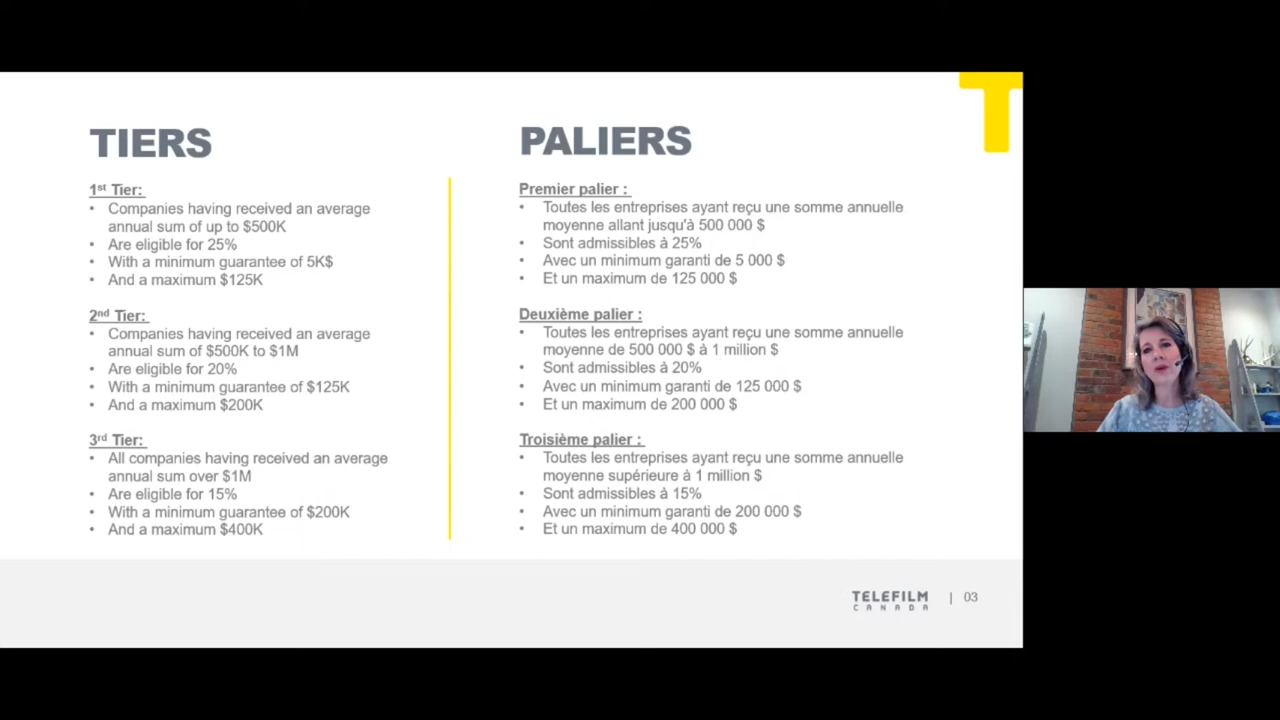 TIERS
1st Tier:
• Companies having received an average
annual sum of up to $500K
• Are eligible for 25%
• With a minimum guarantee of 5K$
• And a maximum $125K
2nd Tier:
• Companies having received an average
annual sum of $500K to $1M
• Are eligible for 20%
• With a minimum guarantee of $125K
• And a maximum $200K
3rd Tier:
• All companies having received an average
annual sum over $1M
• Are eligible for 15%
• With a minimum guarantee of $200K
• And a maximum $400K
PALIERS
Premier palier :
• Toutes les entreprises ayant reçu une somme annuelle
moyenne allant jusqu'à 500 000 $
• Sont admissibles à 25%
• Avec un minimum garanti de 5 000 $
• Et un maximum de 125 000 $
Deuxième palier :
• Toutes les entreprises ayant reçu une somme annuelle
moyenne de 500 000 $ à 1 million $
• Sont admissibles à 20%
• Avec un minimum garanti de 125 000 $
• Et un maximum de 200 000 $
Troisième palier :
• Toutes les entreprises ayant reçu une somme annuelle
moyenne supérieure à 1 million $
• Sont admissibles à 15%
• Avec un minimum garanti de 200 000 $
• Et un maximum de 400 000 $
T
TELEFILM
CANADA
| 03